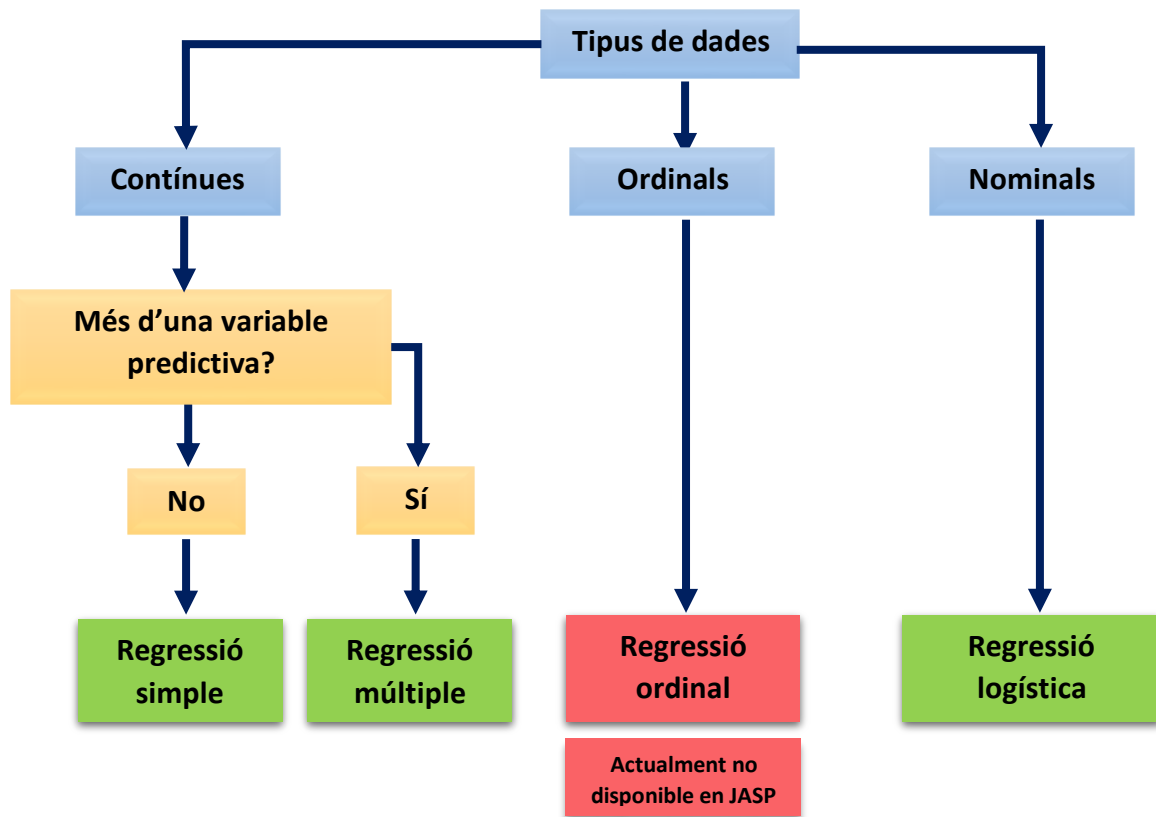 Tipus de dades
Contínues
Ordinals
Nominals
Més d’una variable
predictiva?
No
Sí
Regressió
simple
Regressió
múltiple
Regressió
ordinal
Regressió
logística
Actualment no
disponible en JASP